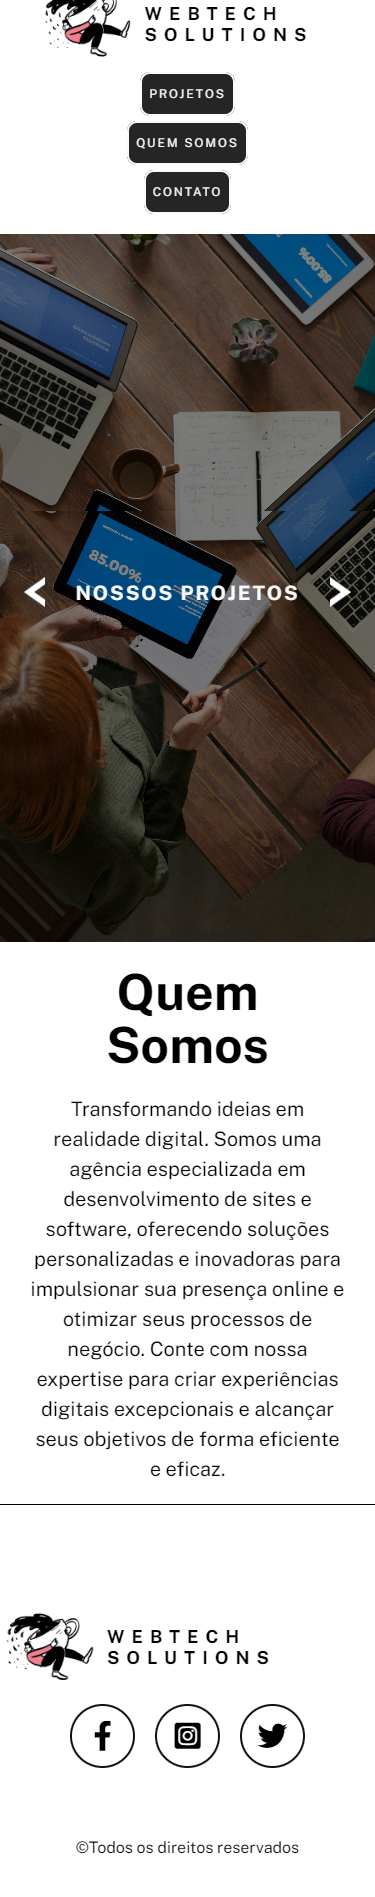 WEBTECH
SOLUTIONS
PROJETOS
QUEM SOMOS
CONTATO
85.00%
85.00%
NOSSOS PROJETOS
Quem
Somos
Transformando ideias em
realidade digital. Somos uma
agência especializada em
desenvolvimento de sites e
software, oferecendo soluções
personalizadas e inovadoras para
impulsionar sua presença online e
otimizar seus processos de
negócio. Conte com nossa
expertise para criar experiências
digitais excepcionais e alcançar
seus objetivos de forma eficiente
e eficaz.
WEBTECH
SOLUTIONS
©Todos os direitos reservados